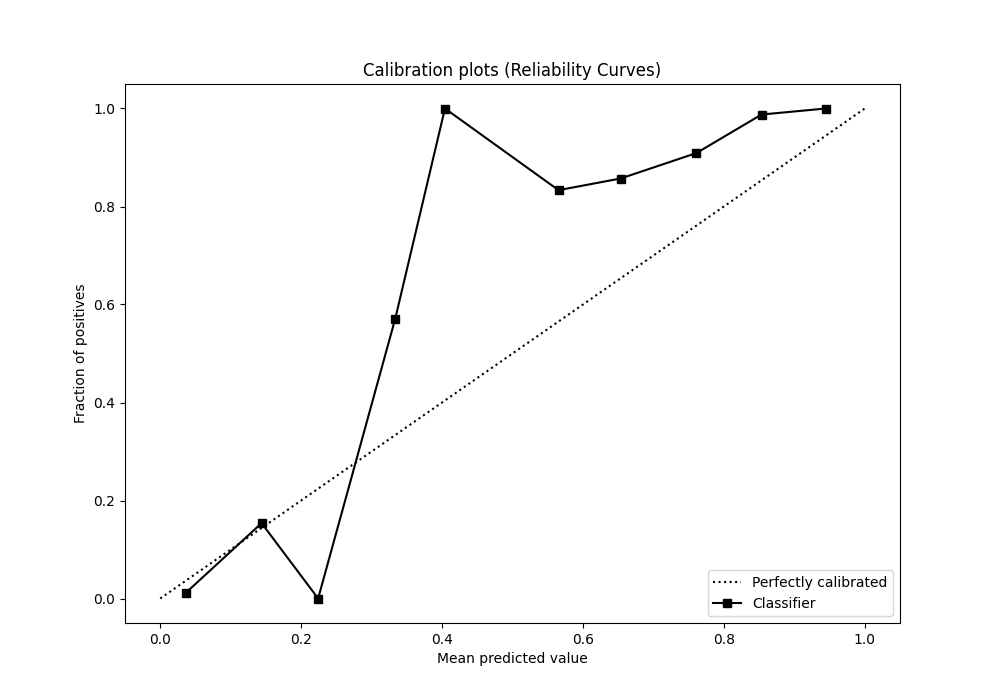 Calibration plots (Reliability Curves)
1.0
0.8
0.6
0.4
0.2
0.0
Fraction of positives
Perfectly calibrated
Classifier
0.0 0.2 0.4 0.6 0.8 1.0
Mean predicted value